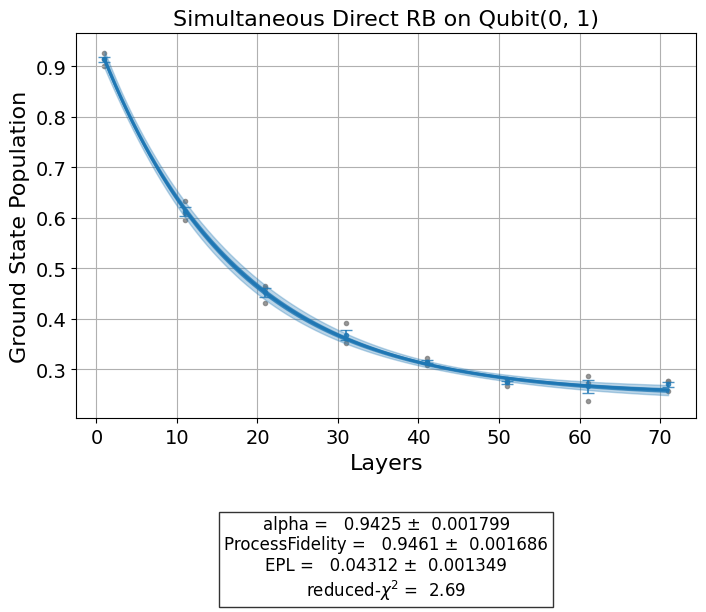 Simultaneous Direct RB on Qubit(0, 1)
Ground State Population
0.9
0.8
0.7
0.6
0.5
0.4
0.3
0 10 20 30 40 50 60 70
Layers
alpha = 0.9425 ± 0.001799
ProcessFidelity = 0.9461 ± 0.001686
EPL = 0.04312 ± 0.001349
reduced-χ² = 2.69